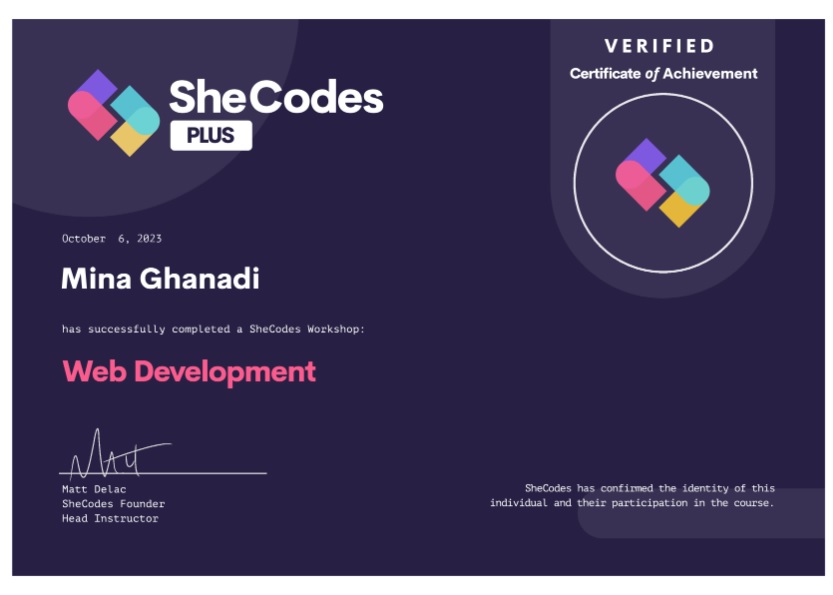 SheCodes
PLUS
VERIFIED
Certificate of Achievement
October 6, 2023
Mina Ghanadi
has successfully completed a SheCodes Workshop:
Web Development
Matt Delac
SheCodes Founder
Head Instructor
SheCodes has confirmed the identity of this
individual and their participation in the course.